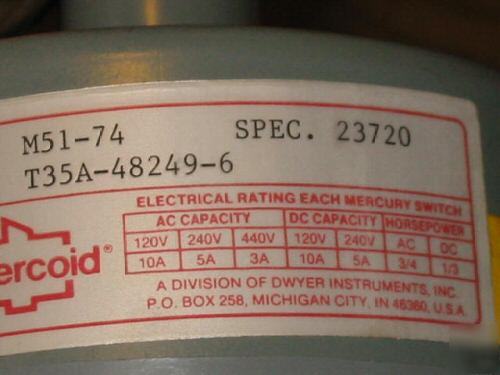 M51-74 SPEC. 23720
T35A-48249-6
ELECTRICAL RATING EACH MERCURY SWITCH
AC CAPACITY DC CAPACITY HORSEPOWER
120V 240V 440V 120V 240V AC DC
10A 5A 3A 10A 5A 3/4 1/3
ercoid®
A DIVISION OF DWYER INSTRUMENTS, INC.
P.O. BOX 258, MICHIGAN CITY, IN 46360, U.S.A.